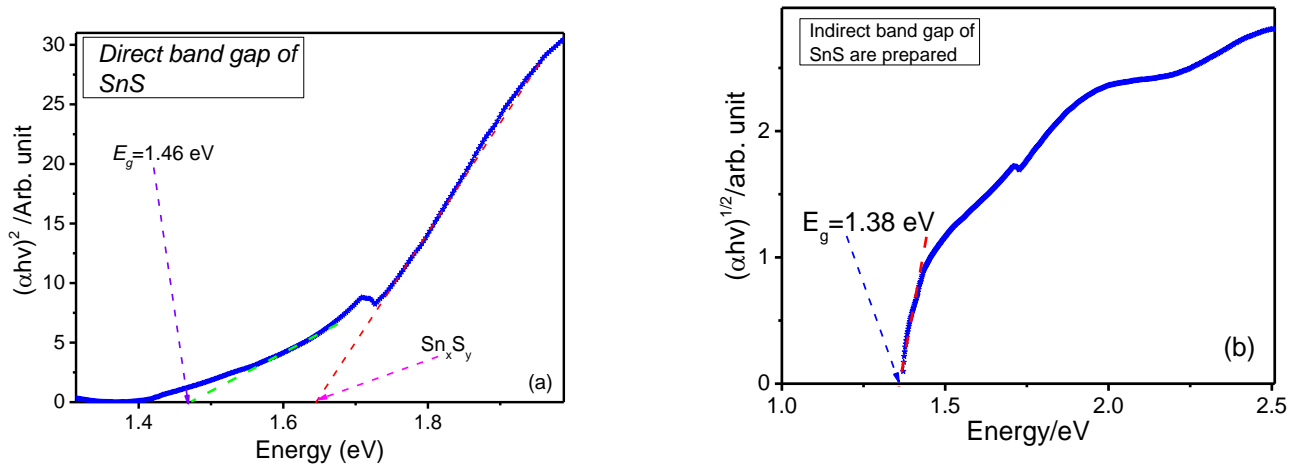 Direct band gap of
SnS
E_g=1.46 eV
Sn_xS_y
(a)
(αhν)^2 /Arb. unit
0
5
10
15
20
25
30
1.4
1.6
1.8
Energy (eV)
Indirect band gap of
SnS are prepared
E_g=1.38 eV
(b)
(αhν)^1/2/arb. unit
0
1
2
1.0
1.5
2.0
2.5
Energy/eV